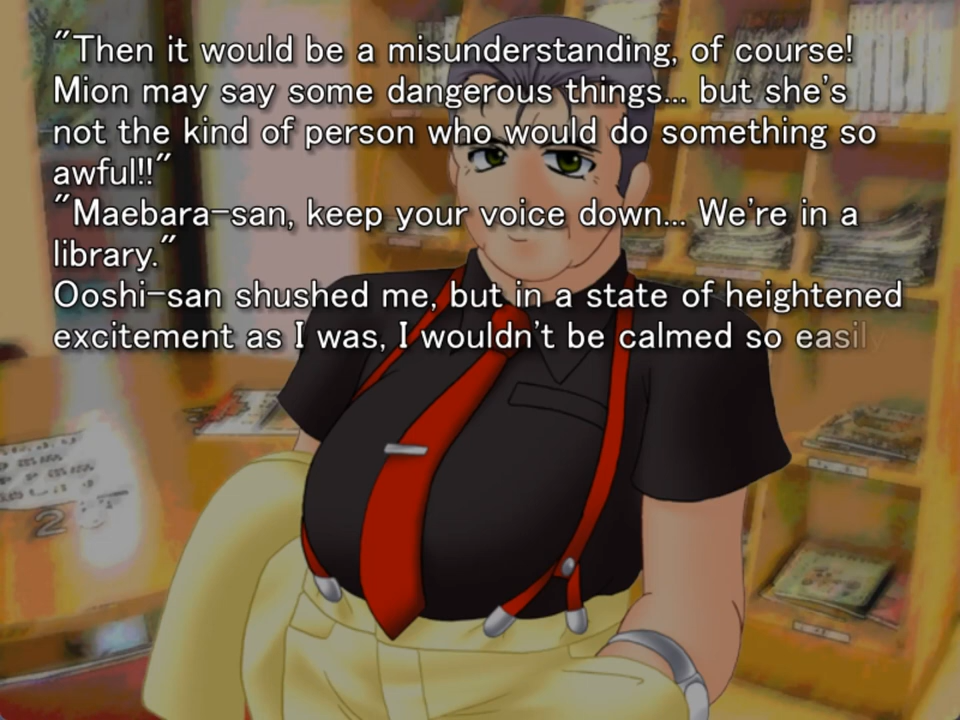 "Then it would be a misunderstanding, of course!
Mion may say some dangerous things... but she's
not the kind of person who would do something so
awful!!"
"Maebara-san, keep your voice down... We're in a
library."
Ooshi-san shushed me, but in a state of heightened
excitement as I was, I wouldn't be calmed so easily
2